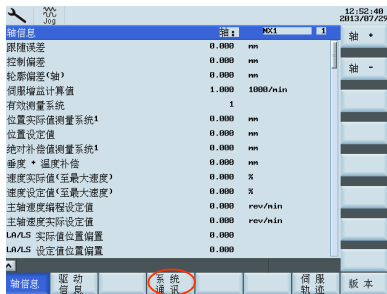 Jog
12:52:40
2013/07/29
轴信息 轴: MX1 1
轴 +
跟随误差 0.000 mm
控制偏差 0.000 mm
轴 -
轮廓偏差(轴) 0.000 mm
伺服增益计算值 1.000 1000/min
有效测量系统 1
位置实际值测量系统1 0.000 mm
位置设定值 0.000 mm
绝对补偿值测量系统1 0.000 mm
垂度 + 温度补偿 0.000 mm
速度实际值(至最大速度) 0.000 %
速度设定值(至最大速度) 0.000 %
主轴速度编程设定值 0.000 rev/min
主轴速度实际设定值 0.000 rev/min
LA/LS 实际值位置偏置 0.000
LA/LS 设定值位置偏置 0.000
轴信息 驱动信息 系统通讯 伺服轨迹 版本